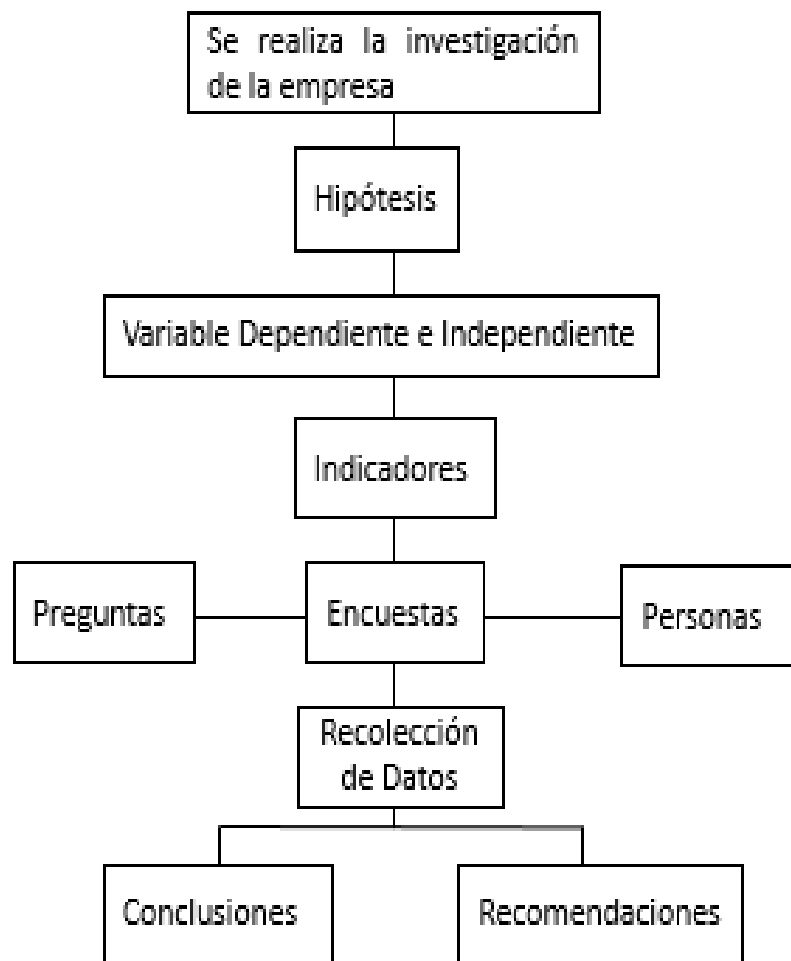 Se realiza la investigación
de la empresa
Hipótesis
Variable Dependiente e Independiente
Indicadores
Preguntas
Encuestas
Personas
Recolección
de Datos
Conclusiones
Recomendaciones